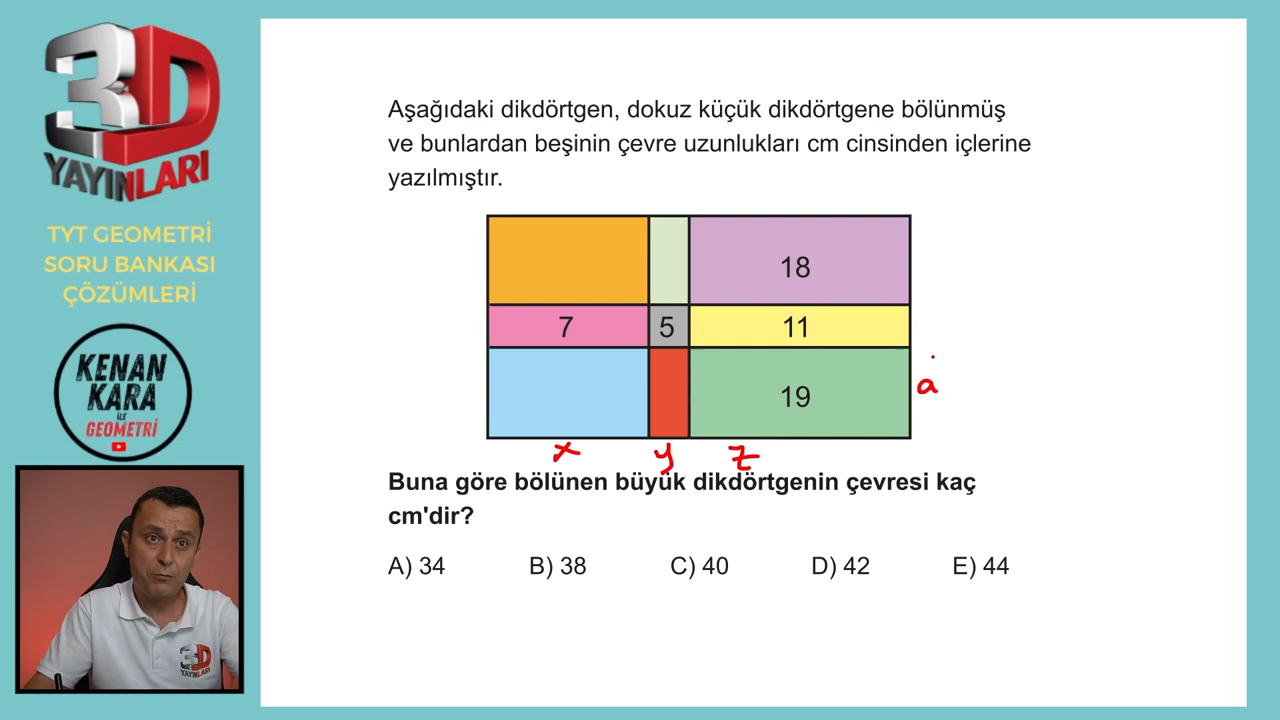 3D
YAYINLARI
TYT GEOMETRİ
SORU BANKASI
ÇÖZÜMLERİ
KENAN
KARA
İLE
GEOMETRİ
3D
YAYINLARI
Aşağıdaki dikdörtgen, dokuz küçük dikdörtgene bölünmüş
ve bunlardan beşinin çevre uzunlukları cm cinsinden içlerine
yazılmıştır.
18
7 5 11
19
a
x y z
Buna göre bölünen büyük dikdörtgenin çevresi kaç
cm'dir?
A) 34 B) 38 C) 40 D) 42 E) 44